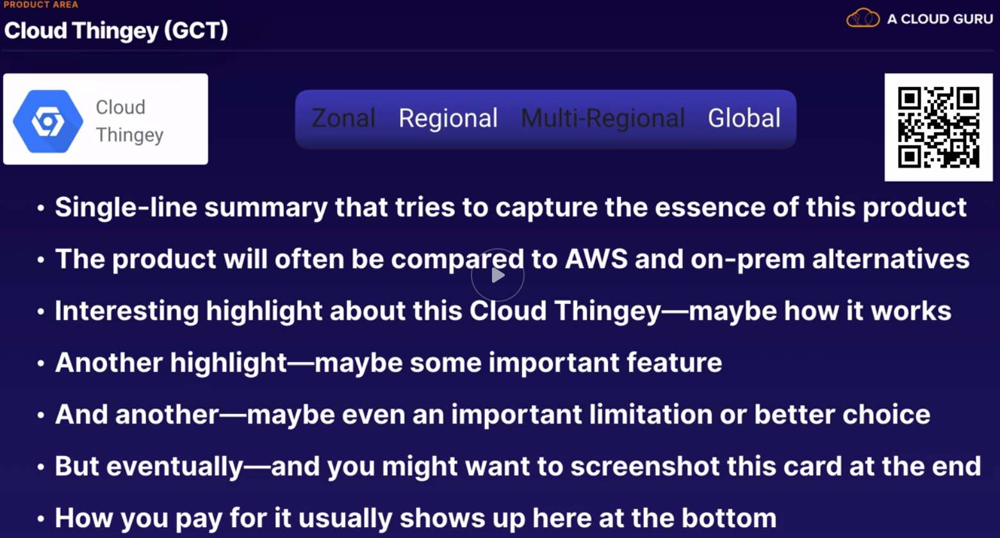 PRODUCT AREA
Cloud Thingey (GCT)
A CLOUD GURU
Cloud
Thingey
Zonal Regional Multi-Regional Global
• Single-line summary that tries to capture the essence of this product
• The product will often be compared to AWS and on-prem alternatives
• Interesting highlight about this Cloud Thingey—maybe how it works
• Another highlight—maybe some important feature
• And another—maybe even an important limitation or better choice
• But eventually—and you might want to screenshot this card at the end
• How you pay for it usually shows up here at the bottom